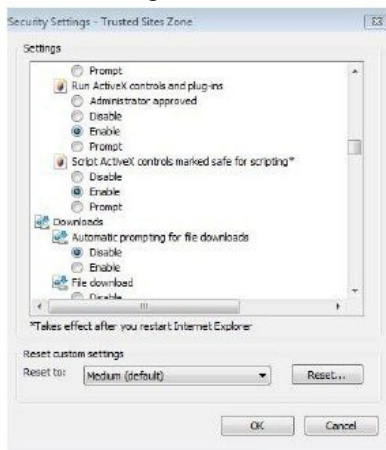 Security Settings - Trusted Sites Zone
Settings
Prompt
Run ActiveX controls and plug-ins
Administrator approved
Disable
Enable
Prompt
Script ActiveX controls marked safe for scripting*
Disable
Enable
Prompt
Downloads
Automatic prompting for file downloads
Disable
Enable
File download
Disable
*Takes effect after you restart Internet Explorer
Reset custom settings
Reset to: Medium (default) Reset...
OK Cancel